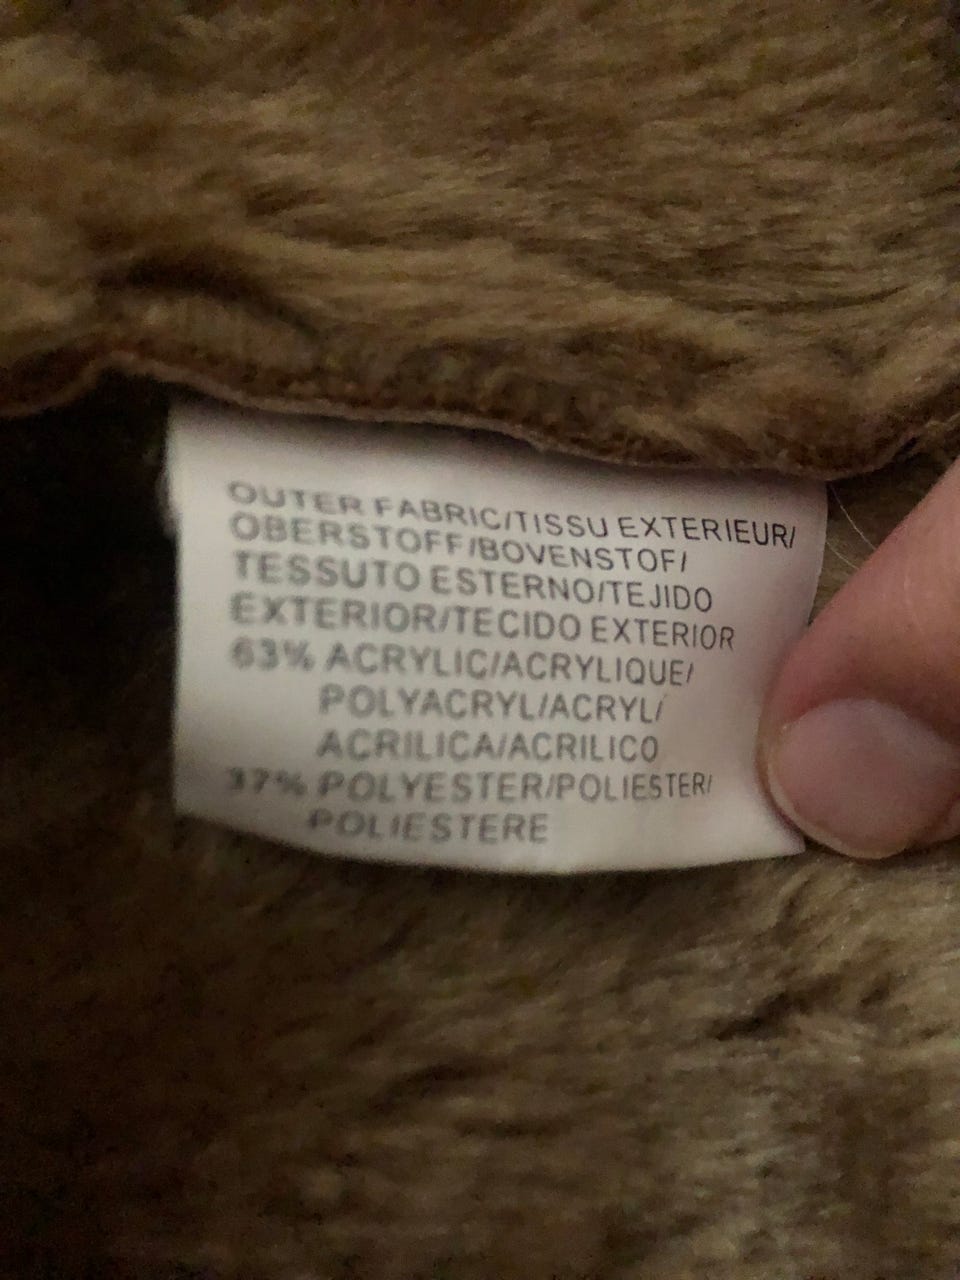 OUTER FABRIC/TISSU EXTERIEUR/
OBERSTOFF/BOVENSTOF/
TESSUTO ESTERNO/TEJIDO
EXTERIOR/TECIDO EXTERIOR
63% ACRYLIC/ACRYLIQUE/
POLYACRYL/ACRYL/
ACRILICA/ACRILICO
37% POLYESTER/POLIESTER/
POLIESTERE